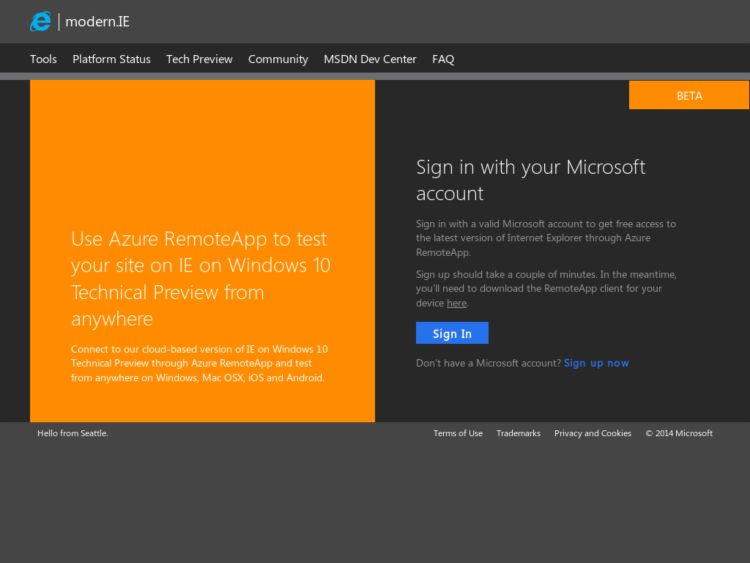 modern.IE
Tools Platform Status Tech Preview Community MSDN Dev Center FAQ
BETA
Use Azure RemoteApp to test
your site on IE on Windows 10
Technical Preview from
anywhere
Connect to our cloud-based version of IE on Windows 10
Technical Preview through Azure RemoteApp and test
from anywhere on Windows, Mac OSX, iOS and Android.
Sign in with your Microsoft
account
Sign in with a valid Microsoft account to get free access to
the latest version of Internet Explorer through Azure
RemoteApp.
Sign up should take a couple of minutes. In the meantime,
you'll need to download the RemoteApp client for your
device here.
Sign In
Don't have a Microsoft account? Sign up now
Hello from Seattle.
Terms of Use Trademarks Privacy and Cookies © 2014 Microsoft